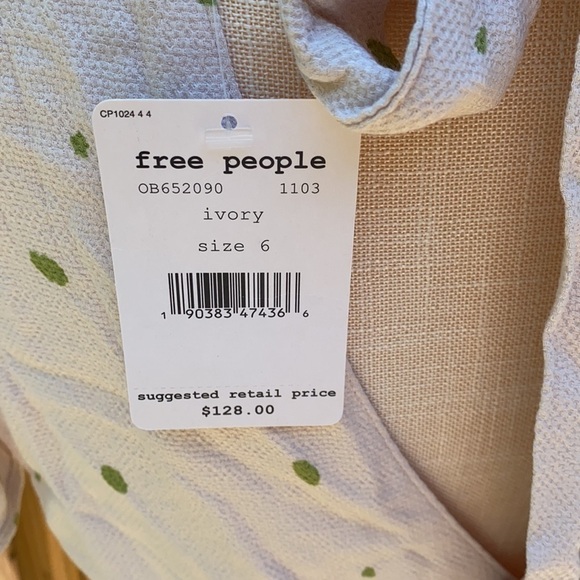 CP1024 4 4
free people
OB652090 1103
ivory
size 6
1 90383 47436 6
suggested retail price
$128.00